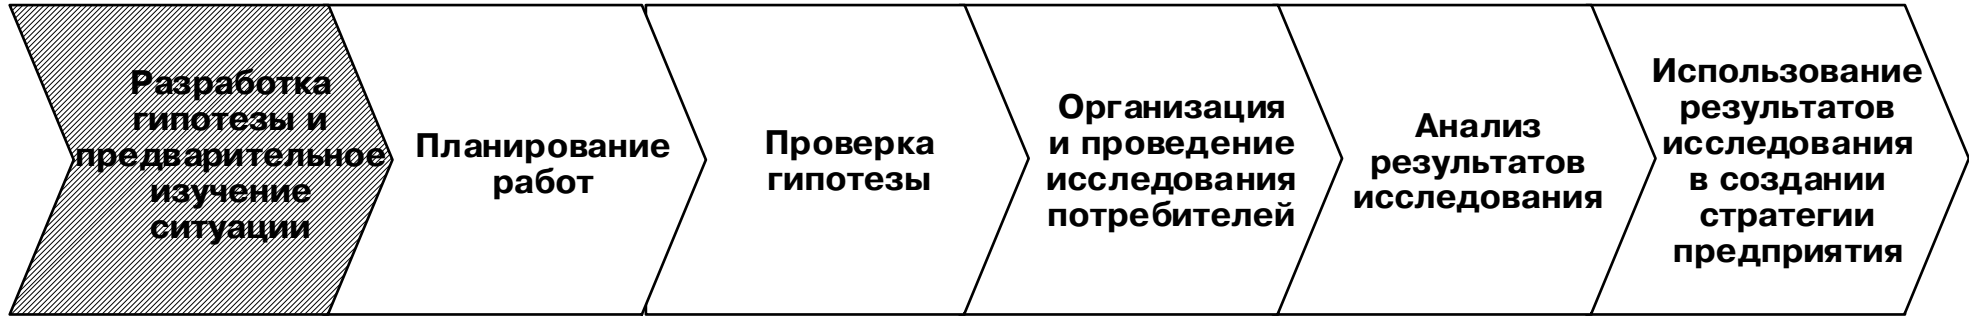 Разработка
гипотезы и
предварительное
изучение
ситуации
Планирование
работ
Проверка
гипотезы
Организация
и проведение
исследования
потребителей
Анализ
результатов
исследования
Использование
результатов
исследования
в создании
стратегии
предприятия